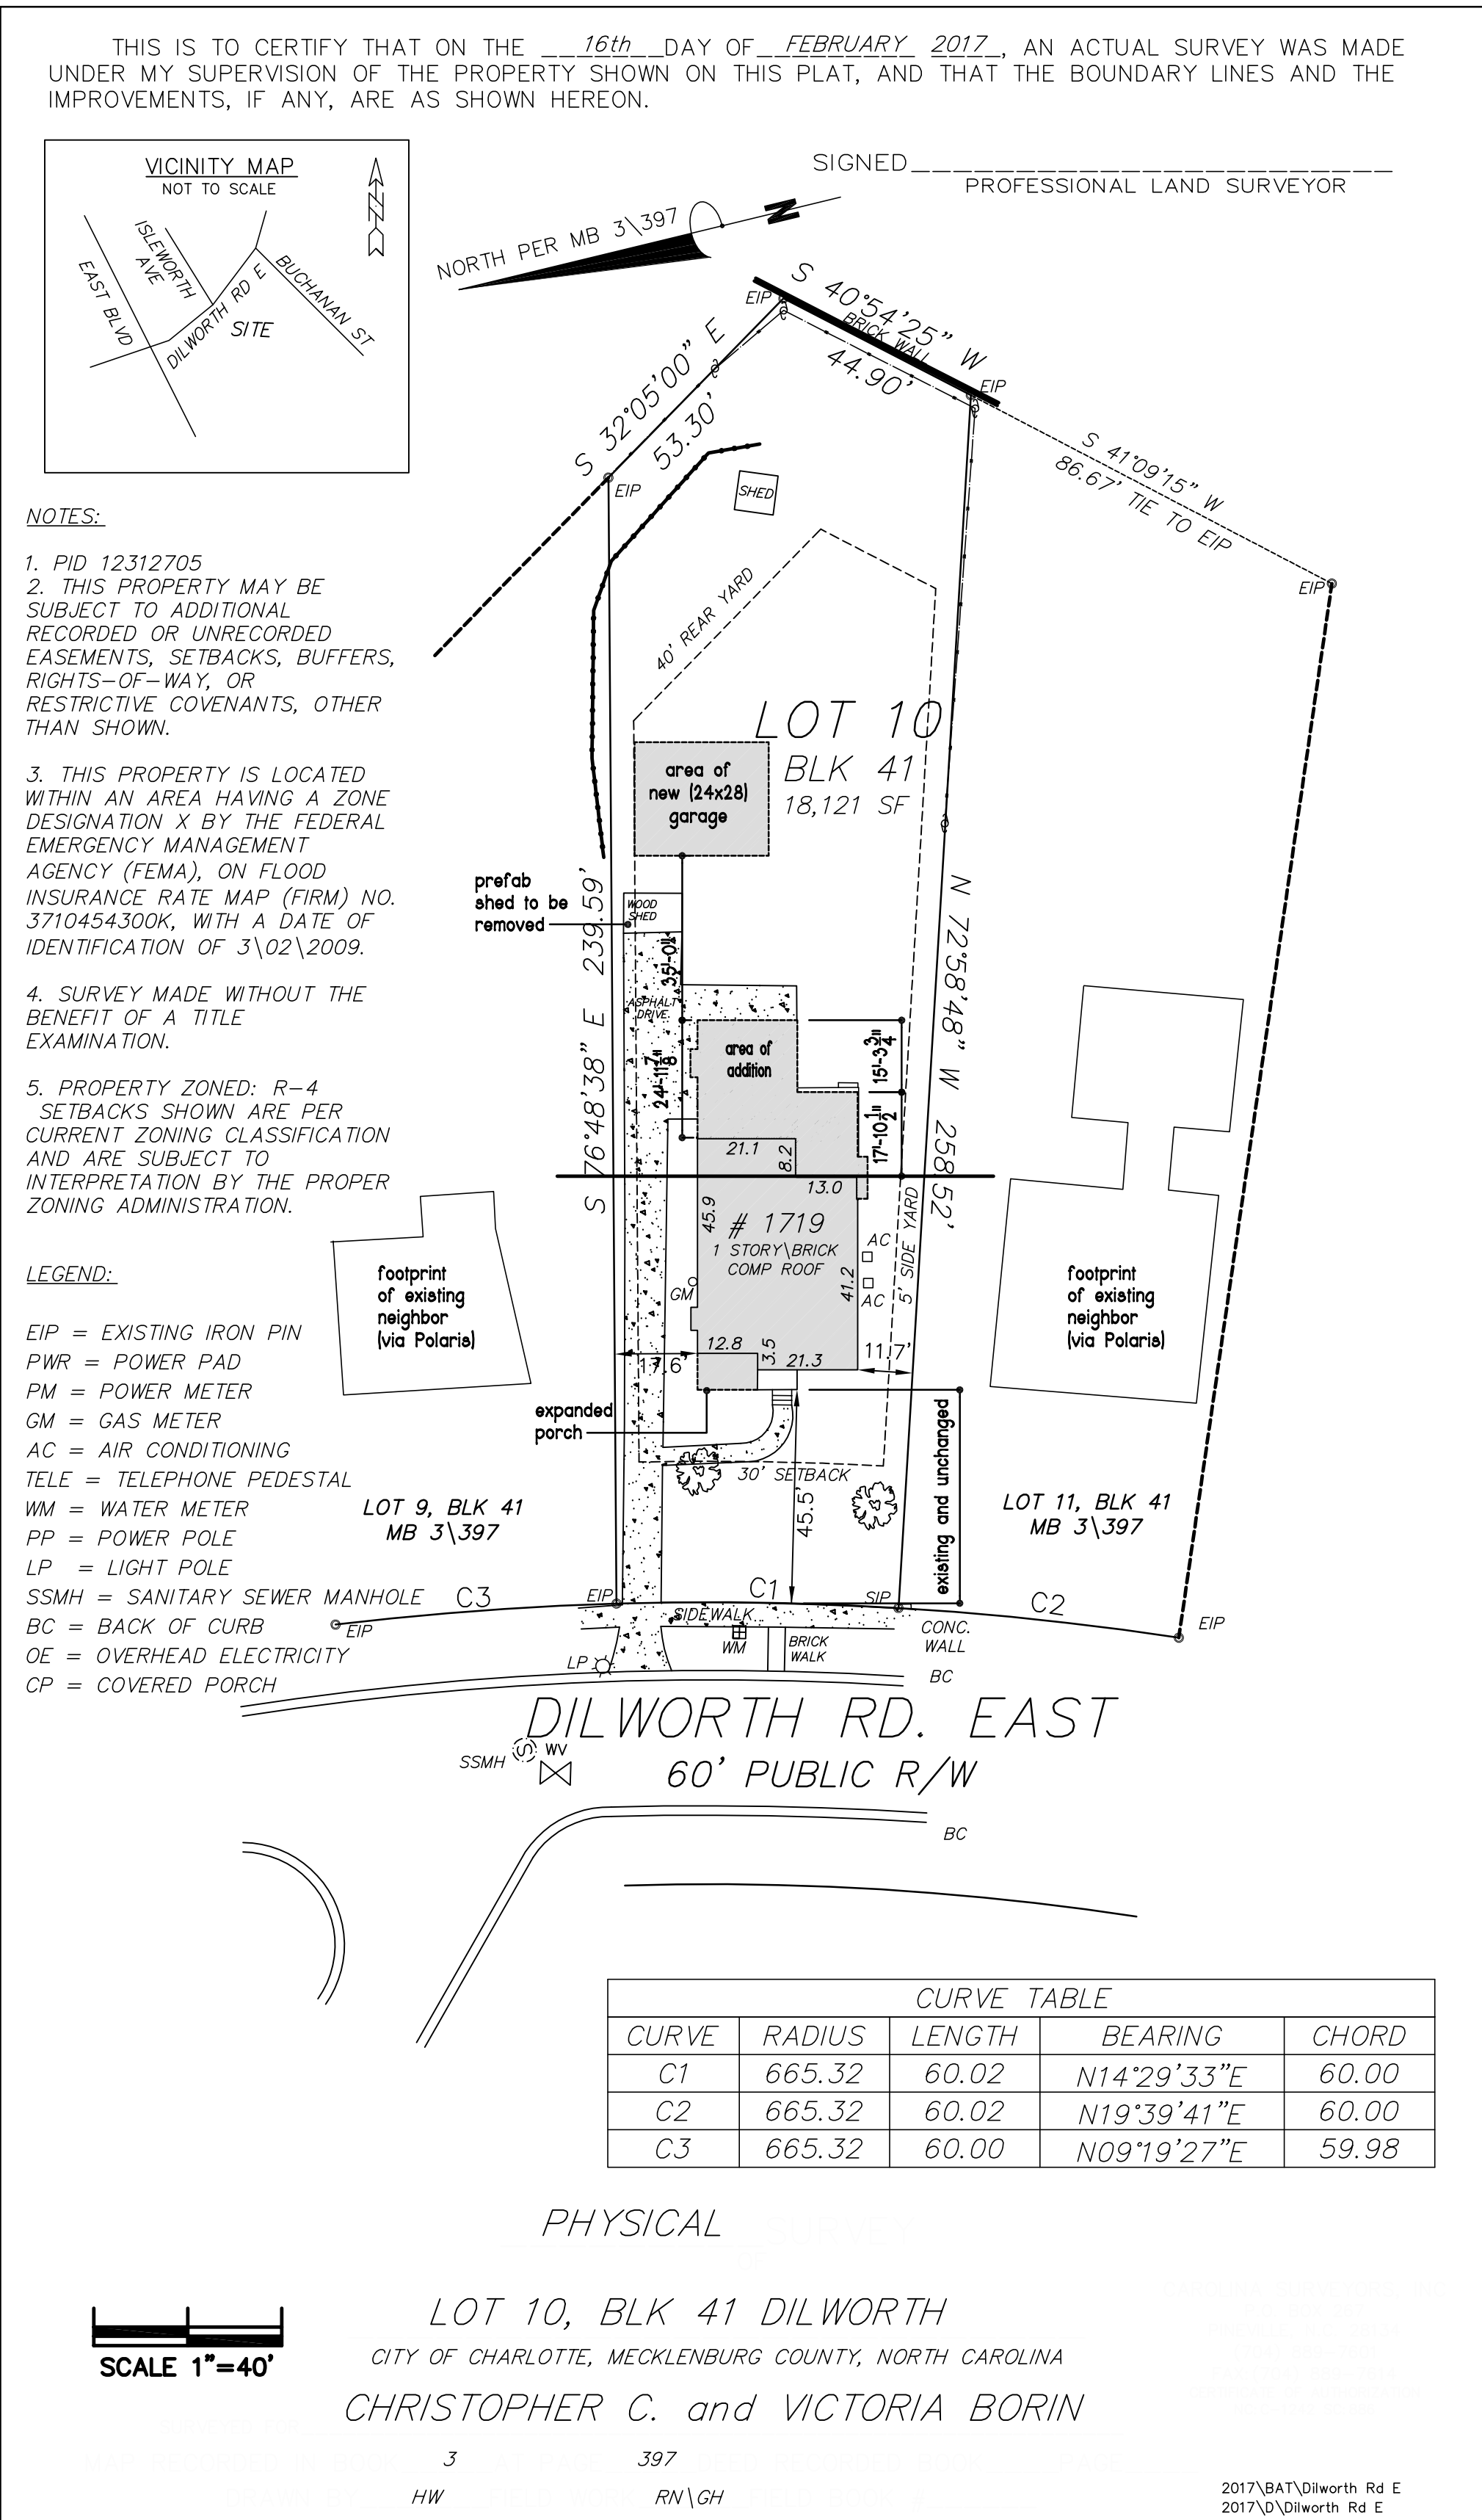 THIS IS TO CERTIFY THAT ON THE 16th DAY OF FEBRUARY 2017, AN ACTUAL SURVEY WAS MADE
UNDER MY SUPERVISION OF THE PROPERTY SHOWN ON THIS PLAT, AND THAT THE BOUNDARY LINES AND THE
IMPROVEMENTS, IF ANY, ARE AS SHOWN HEREON.
SIGNED
PROFESSIONAL LAND SURVEYOR
VICINITY MAP
NOT TO SCALE
N
ISLEWORTH
AVE
EAST BLVD
DILWORTH RD E
BUCHANAN ST
SITE
NORTH PER MB 3\397
N
EIP
S 40°54'25" W
BRICK WALL
44.90'
EIP
S 32°05'00" E
53.30'
EIP
S 41°09'15" W
86.67' TIE TO EIP
EIP
SHED
40' REAR YARD
NOTES:
1. PID 12312705
2. THIS PROPERTY MAY BE
SUBJECT TO ADDITIONAL
RECORDED OR UNRECORDED
EASEMENTS, SETBACKS, BUFFERS,
RIGHTS-OF-WAY, OR
RESTRICTIVE COVENANTS, OTHER
THAN SHOWN.
3. THIS PROPERTY IS LOCATED
WITHIN AN AREA HAVING A ZONE
DESIGNATION X BY THE FEDERAL
EMERGENCY MANAGEMENT
AGENCY (FEMA), ON FLOOD
INSURANCE RATE MAP (FIRM) NO.
3710454300K, WITH A DATE OF
IDENTIFICATION OF 3\02\2009.
4. SURVEY MADE WITHOUT THE
BENEFIT OF A TITLE
EXAMINATION.
5. PROPERTY ZONED: R-4
SETBACKS SHOWN ARE PER
CURRENT ZONING CLASSIFICATION
AND ARE SUBJECT TO
INTERPRETATION BY THE PROPER
ZONING ADMINISTRATION.
LEGEND:
EIP = EXISTING IRON PIN
PWR = POWER PAD
PM = POWER METER
GM = GAS METER
AC = AIR CONDITIONING
TELE = TELEPHONE PEDESTAL
WM = WATER METER
PP = POWER POLE
LP = LIGHT POLE
SSMH = SANITARY SEWER MANHOLE
BC = BACK OF CURB
OE = OVERHEAD ELECTRICITY
CP = COVERED PORCH
LOT 10
BLK 41
18,121 SF
area of
new (24x28)
garage
prefab
shed to be
removed
WOOD
SHED
S 76°48'38" E 239.59'
N 72°58'48" W 258.52'
35'-0"
ASPHALT
DRIVE
24'-11 7/8"
area of
addition
15'-3 3/4"
17'-10 1/2"
21.1
8.2
13.0
45.9
# 1719
1 STORY\BRICK
COMP ROOF
GM
41.2
AC
AC
5' SIDE YARD
12.8
3.5
21.3
17.6'
11.7'
footprint
of existing
neighbor
(via Polaris)
footprint
of existing
neighbor
(via Polaris)
expanded
porch
30' SETBACK
45.5'
existing and unchanged
LOT 9, BLK 41
MB 3\397
LOT 11, BLK 41
MB 3\397
C3
EIP
EIP
C1
SIP
C2
EIP
SIDEWALK
WM
BRICK
WALK
CONC.
WALL
LP
BC
DILWORTH RD. EAST
60' PUBLIC R/W
SSMH
S
WV
BC
CURVE TABLE
CURVE RADIUS LENGTH BEARING CHORD
C1 665.32 60.02 N14°29'33"E 60.00
C2 665.32 60.02 N19°39'41"E 60.00
C3 665.32 60.00 N09°19'27"E 59.98
PHYSICAL SURVEY
LOT 10, BLK 41 DILWORTH
CITY OF CHARLOTTE, MECKLENBURG COUNTY, NORTH CAROLINA
SCALE 1"=40'
CHRISTOPHER C. and VICTORIA BORIN
MAP RECORDED IN BOOK 3 AT PAGE 397
HW RN\GH
2017\BAT\Dilworth Rd E
2017\D\Dilworth Rd E